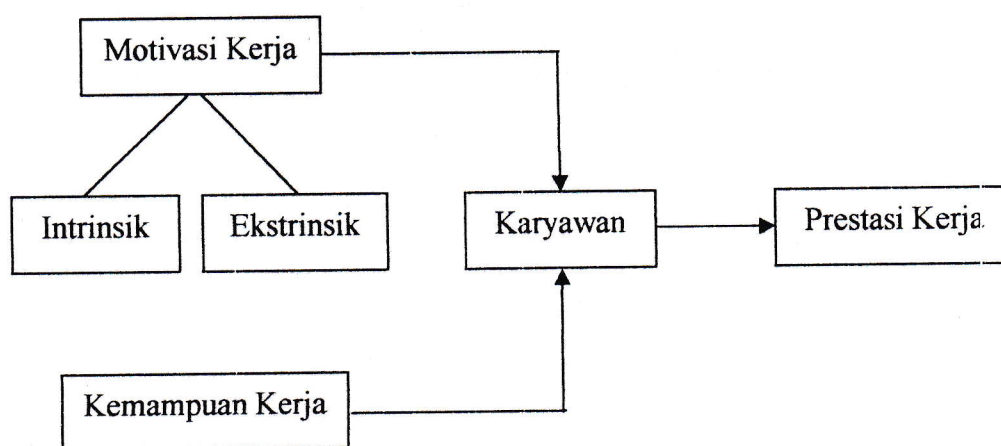 Motivasi Kerja
Intrinsik
Ekstrinsik
Karyawan
Prestasi Kerja
Kemampuan Kerja